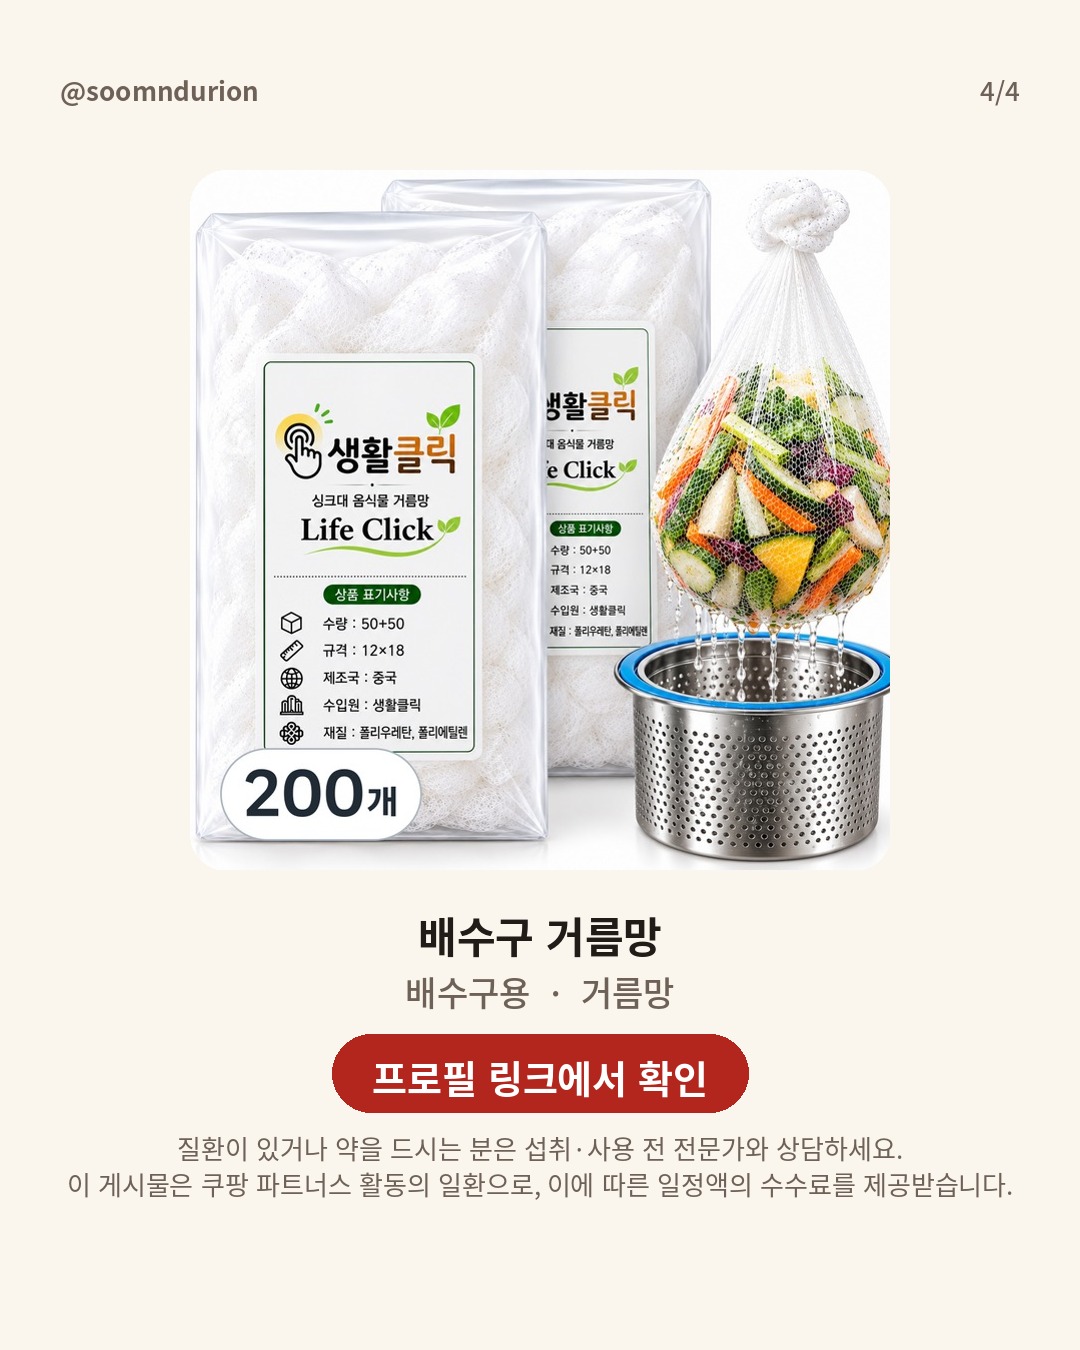 @soomndurion
4/4
생활클릭
싱크대 옴식물 거름망
Life Click
상품 표기사항
수량 : 50+50
규격 : 12×18
제조국 : 중국
수입원 : 생활클릭
재질 : 폴리우레탄, 폴리에틸렌
200개
생활클릭
대 옴식물 거름망
fe Click
상품 표기사항
수량 : 50+50
규격 : 12×18
제조국 : 중국
수입원 : 생활클릭
재질 : 폴리우레탄, 폴리에틸렌
배수구 거름망
배수구용 · 거름망
프로필 링크에서 확인
질환이 있거나 약을 드시는 분은 섭취·사용 전 전문가와 상담하세요.
이 게시물은 쿠팡 파트너스 활동의 일환으로, 이에 따른 일정액의 수수료를 제공받습니다.